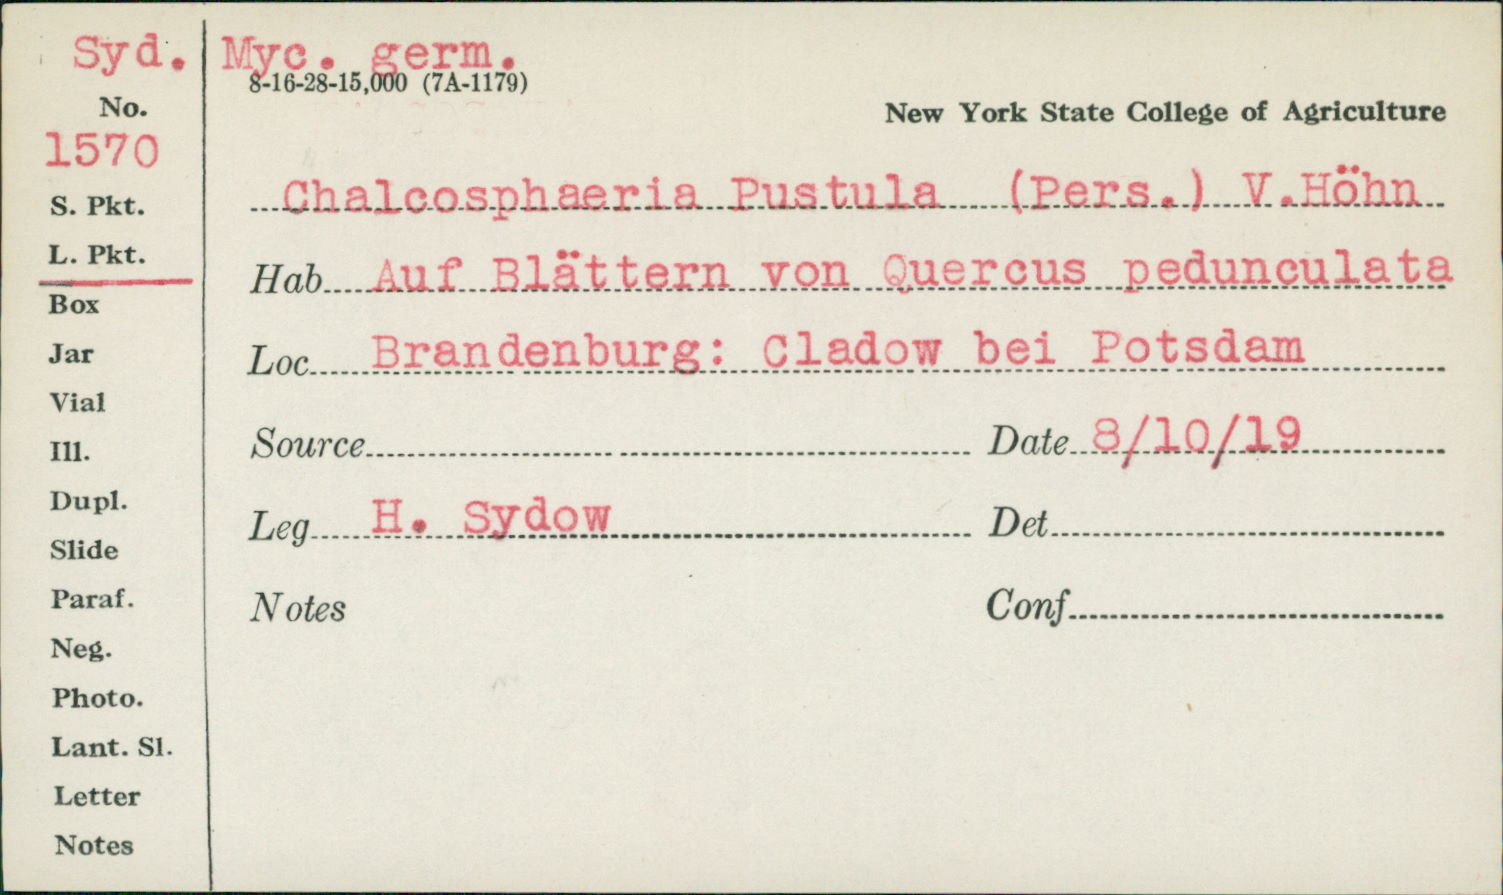 Syd. Myc. germ.
8-16-28-15,000 (7A-1179)
No.
New York State College of Agriculture
1570
Chalcosphaeria Pustula (Pers.) V.Höhn
S. Pkt.
L. Pkt.
Hab Auf Blättern von Quercus pedunculata
Box
Jar
Loc Brandenburg: Cladow bei Potsdam
Vial
Ill.
Source Date 8/10/19
Dupl.
Leg H. Sydow Det
Slide
Paraf.
Notes Conf
Neg.
Photo.
Lant. Sl.
Letter
Notes